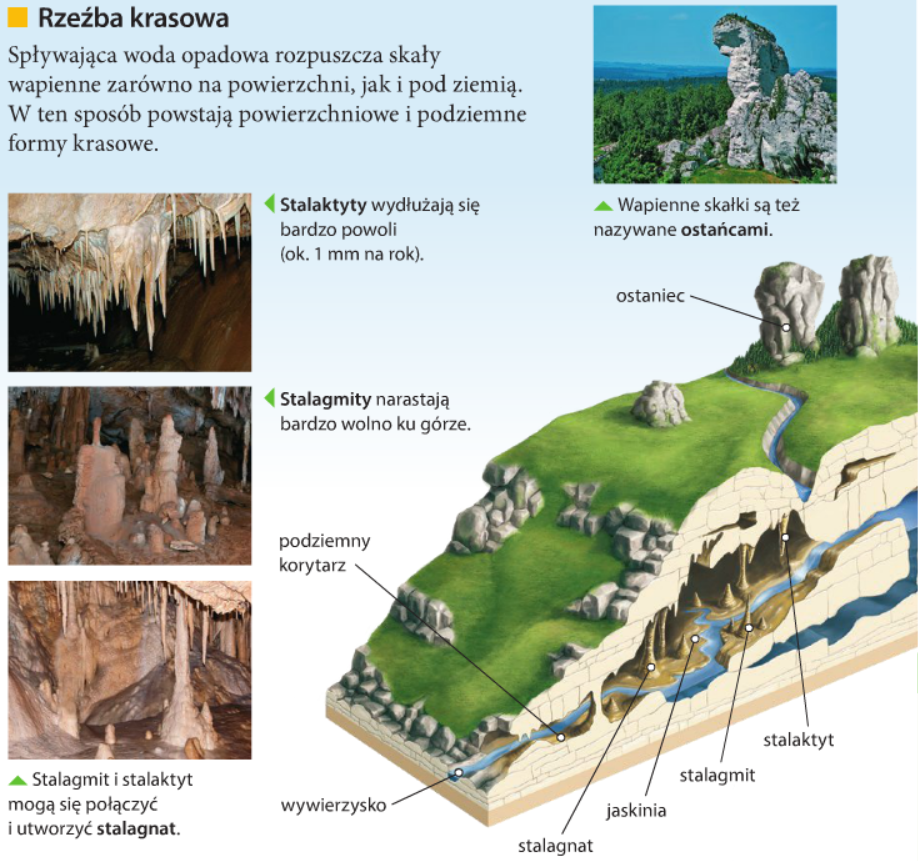 Rzeźba krasowa
Spływająca woda opadowa rozpuszcza skały
wapienne zarówno na powierzchni, jak i pod ziemią.
W ten sposób powstają powierzchniowe i podziemne
formy krasowe.
Stalaktyty wydłużają się
bardzo powoli
(ok. 1 mm na rok).
Wapienne skałki są też
nazywane ostańcami.
ostaniec
Stalagmity narastają
bardzo wolno ku górze.
podziemny
korytarz
Stalagmit i stalaktyt
mogą się połączyć
i utworzyć stalagnat.
wywierzysko
stalagnat
jaskinia
stalagmit
stalaktyt